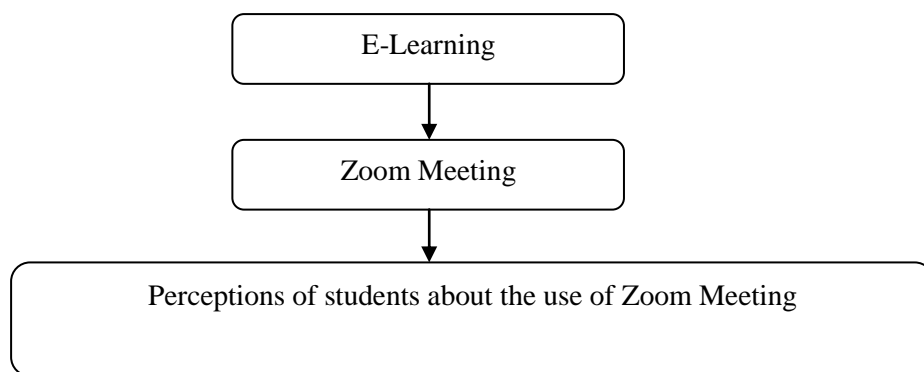 E-Learning
Zoom Meeting
Perceptions of students about the use of Zoom Meeting